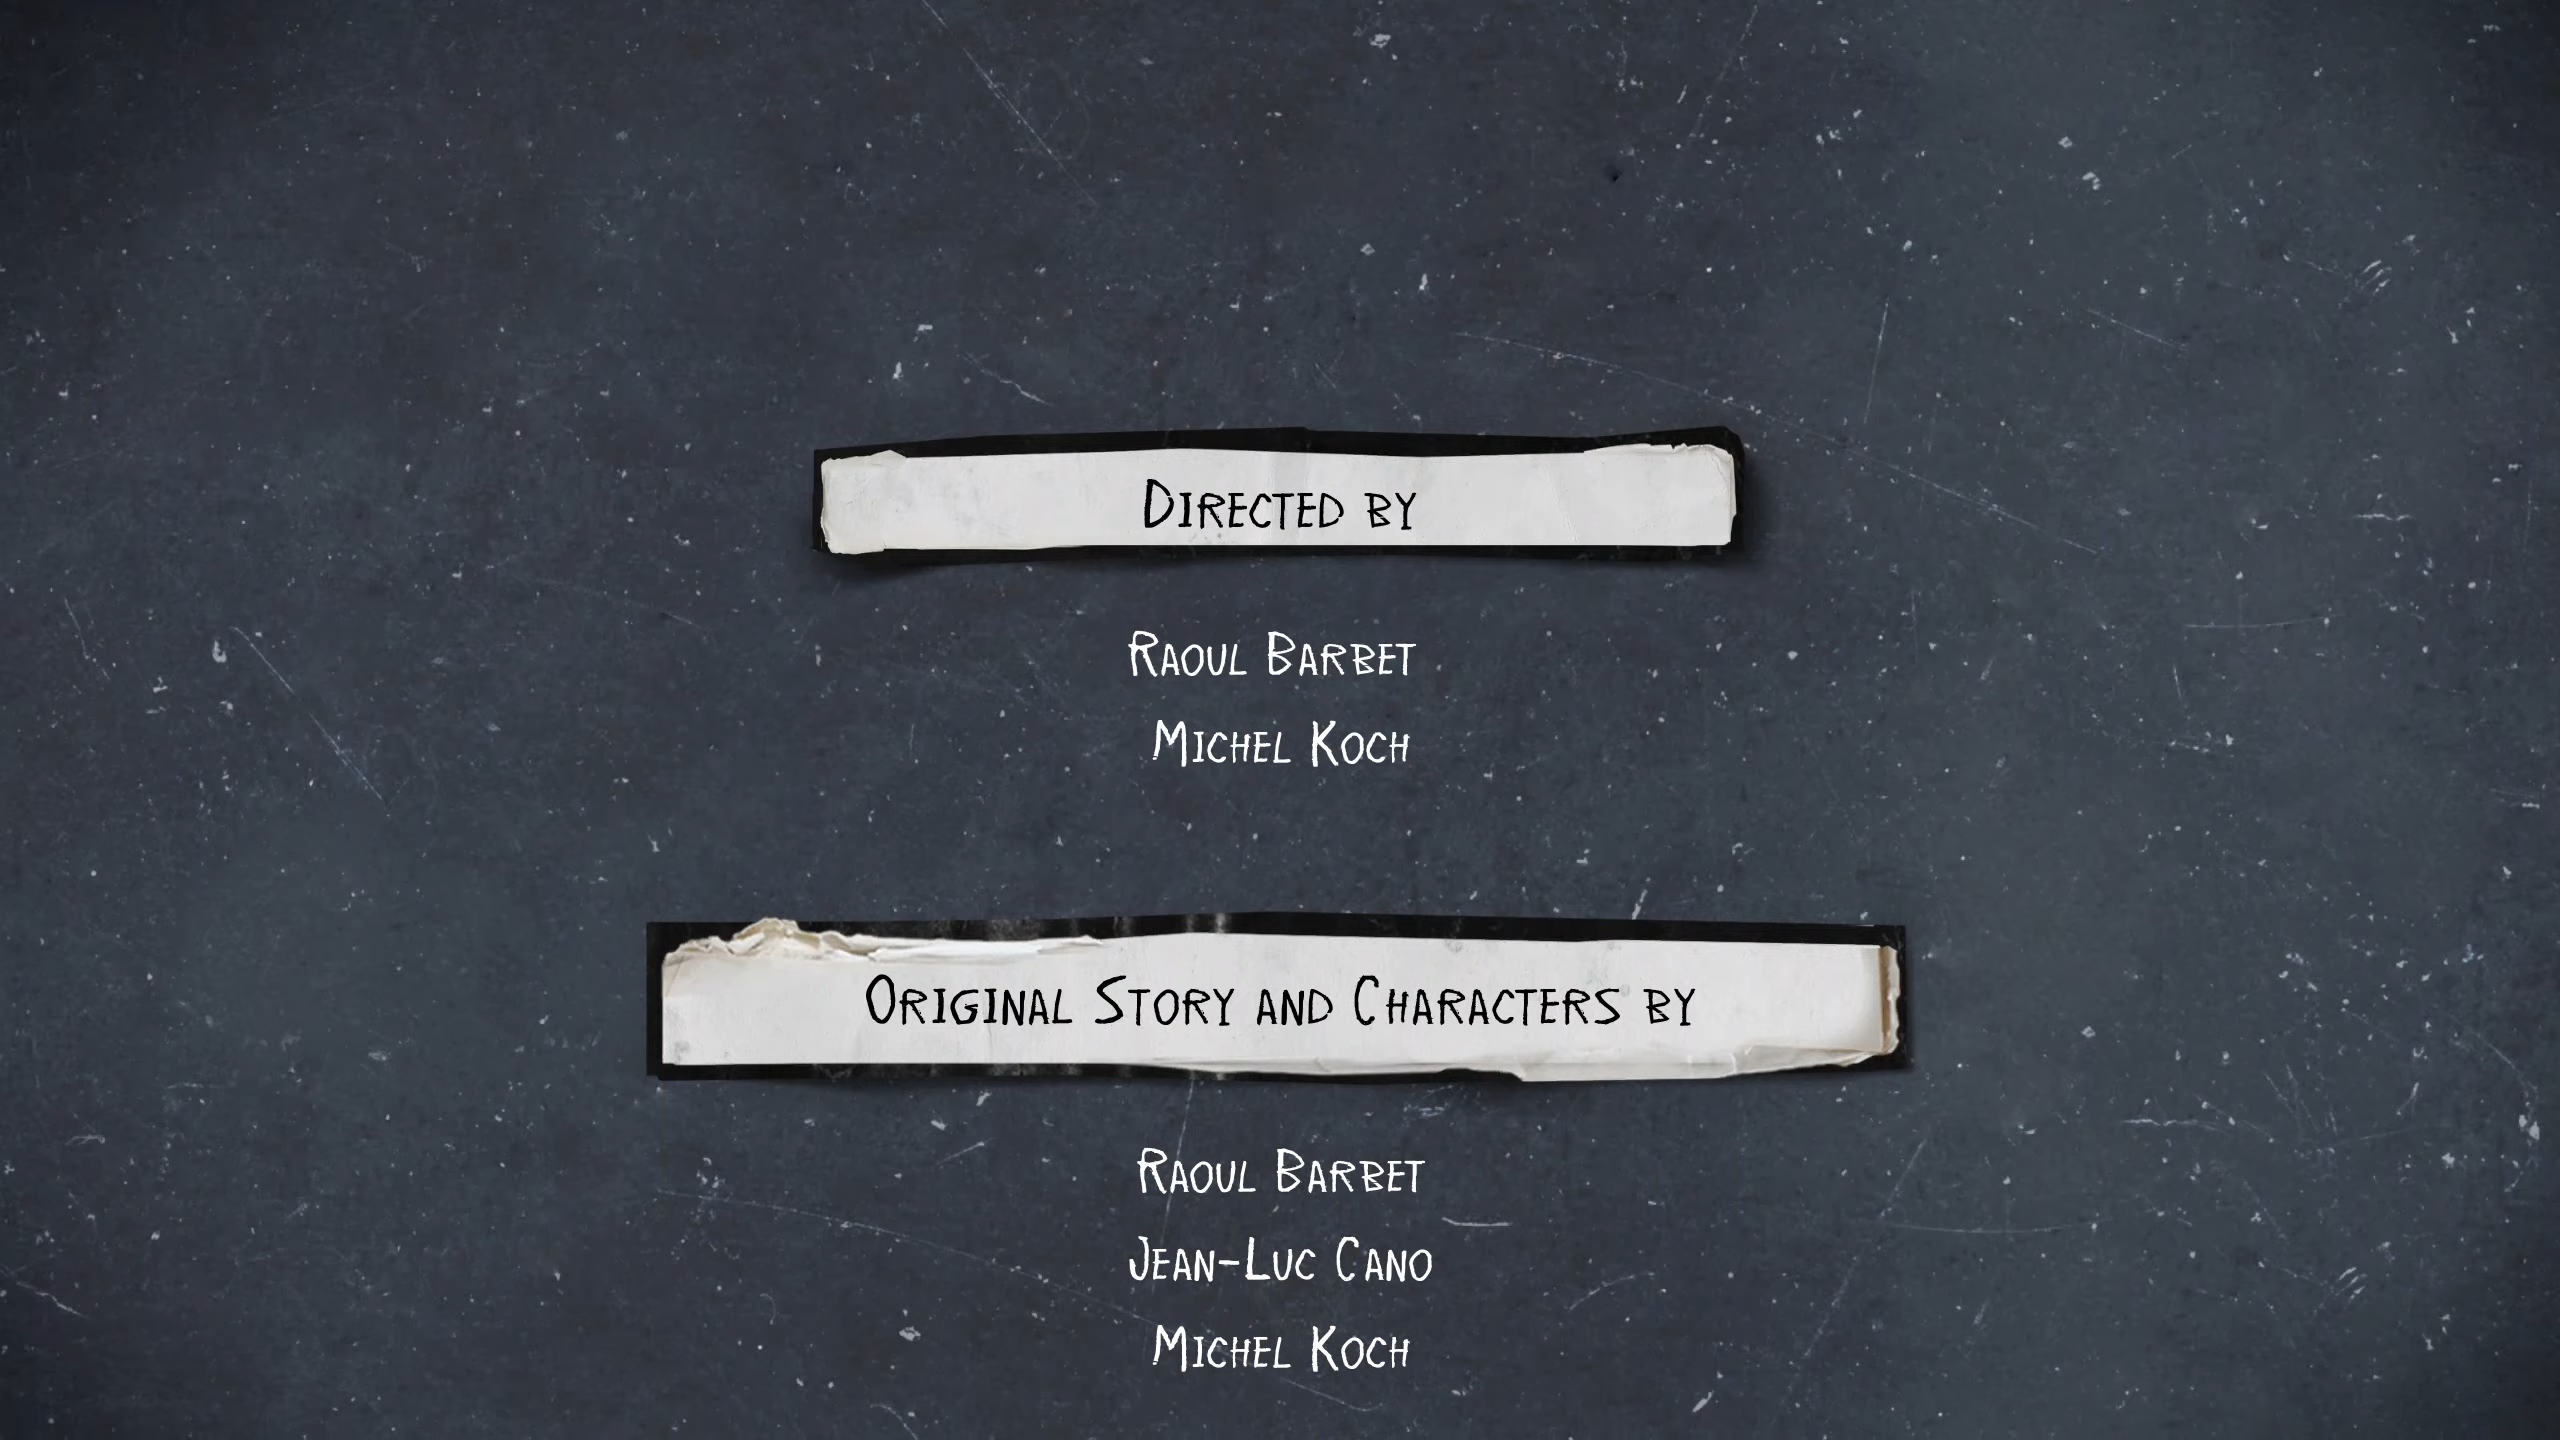 Directed by
Raoul Barbet
Michel Koch
Original Story and Characters by
Raoul Barbet
Jean-Luc Cano
Michel Koch